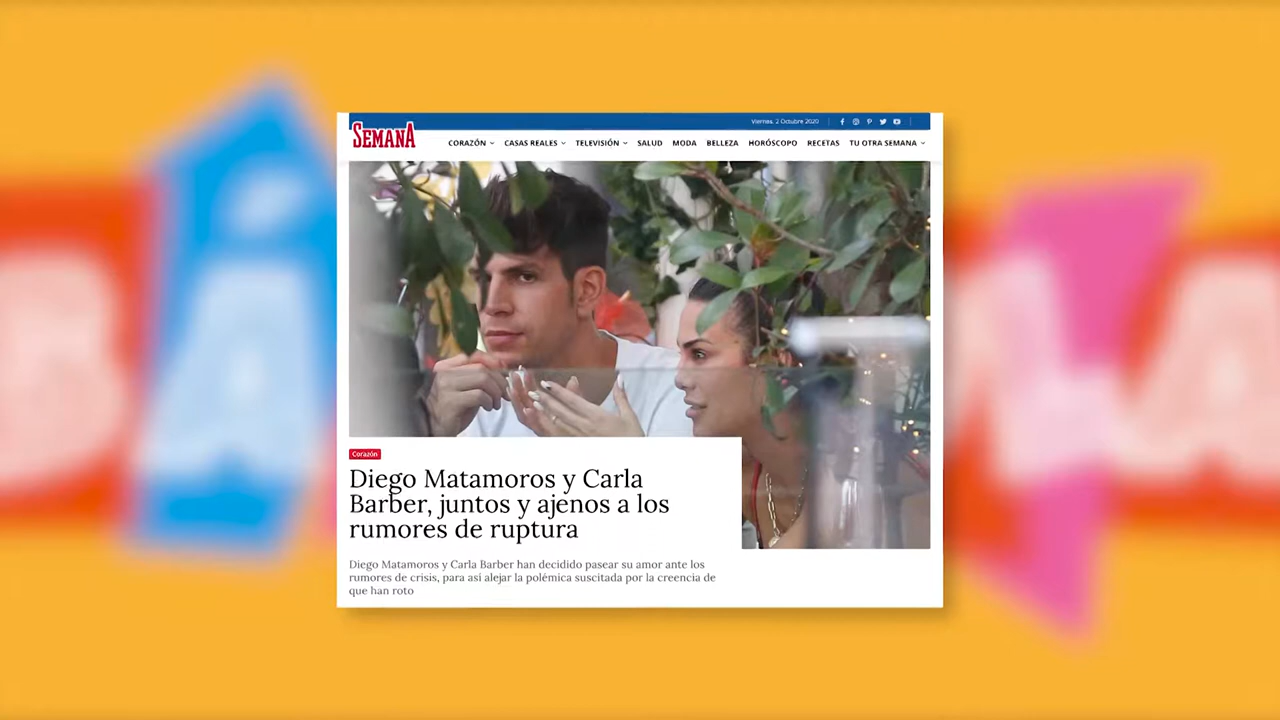 Viernes, 2 Octubre 2020
SEMANA
CORAZÓN CASAS REALES TELEVISIÓN SALUD MODA BELLEZA HORÓSCOPO RECETAS TU OTRA SEMANA
Corazón
Diego Matamoros y Carla
Barber, juntos y ajenos a los
rumores de ruptura
Diego Matamoros y Carla Barber han decidido pasear su amor ante los
rumores de crisis, para así alejar la polémica suscitada por la creencia de
que han roto